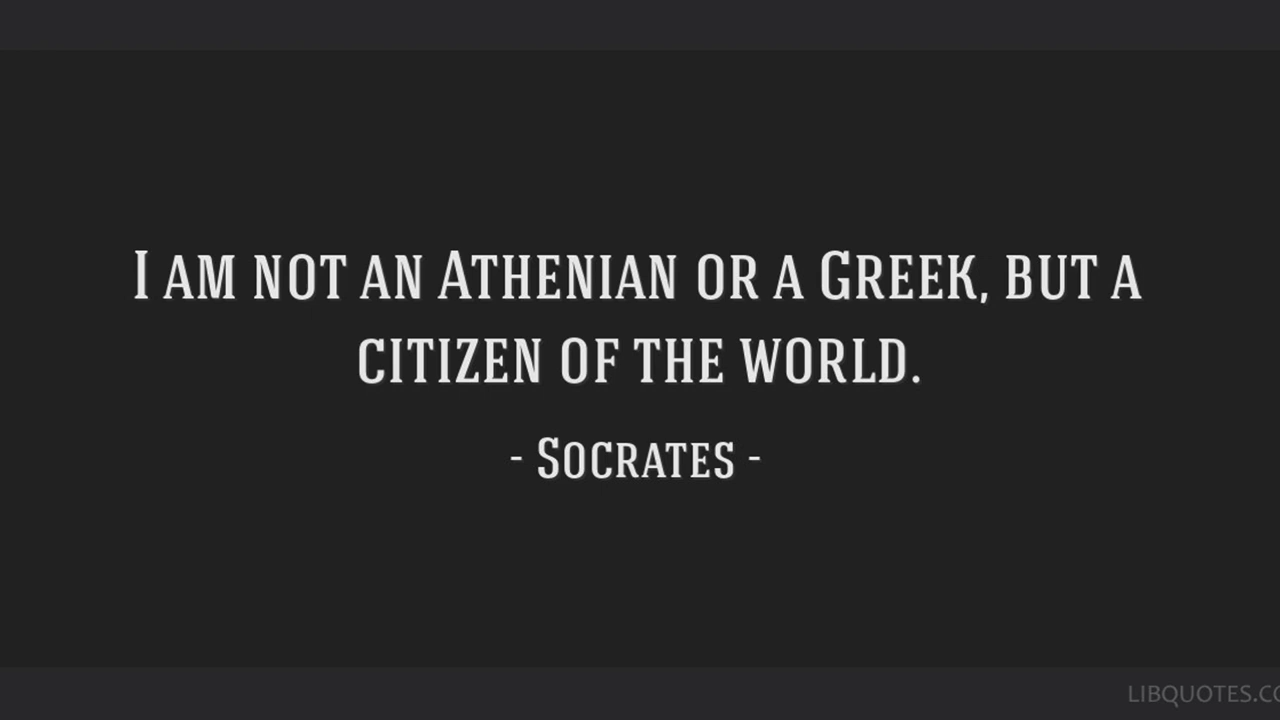 I am not an Athenian or a Greek, but a
citizen of the world.
- Socrates -
LIBQUOTES.CO